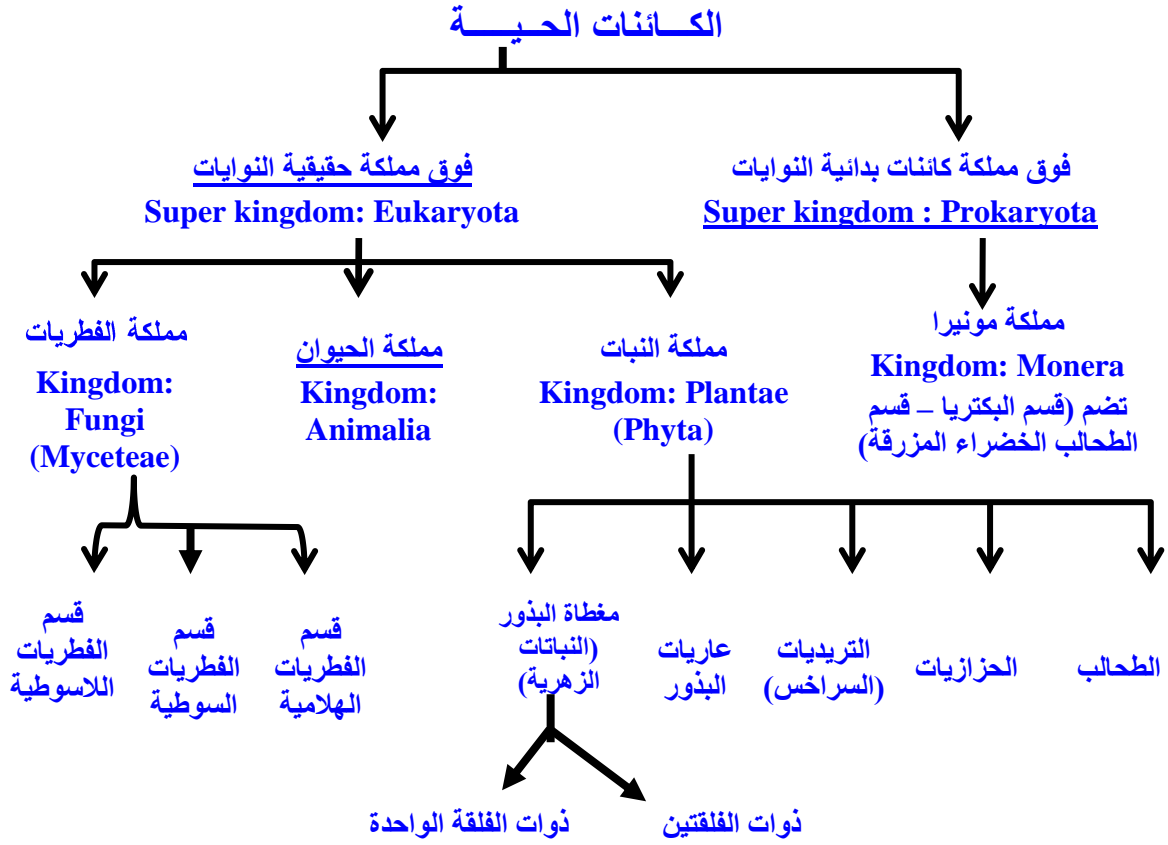 الكـــائنات الحـــيـــــة
فوق مملكة كائنات بدائية النوايات
Super kingdom : Prokaryota
فوق مملكة حقيقية النوايات
Super kingdom: Eukaryota
مملكة مونيرا
Kingdom: Monera
تضم (قسم البكتريا – قسم
الطحالب الخضراء المزرقة)
مملكة النبات
Kingdom: Plantae
(Phyta)
مملكة الحيوان
Kingdom:
Animalia
مملكة الفطريات
Kingdom:
Fungi
(Myceteae)
الطحالب
الحزازيات
التريديات
(السراخس)
عاريات
البذور
مغطاة البذور
(النباتات
الزهرية)
قسم
الفطريات
الهلامية
قسم
الفطريات
السوطية
قسم
الفطريات
اللاسوطية
ذوات الفلقتين
ذوات الفلقة الواحدة